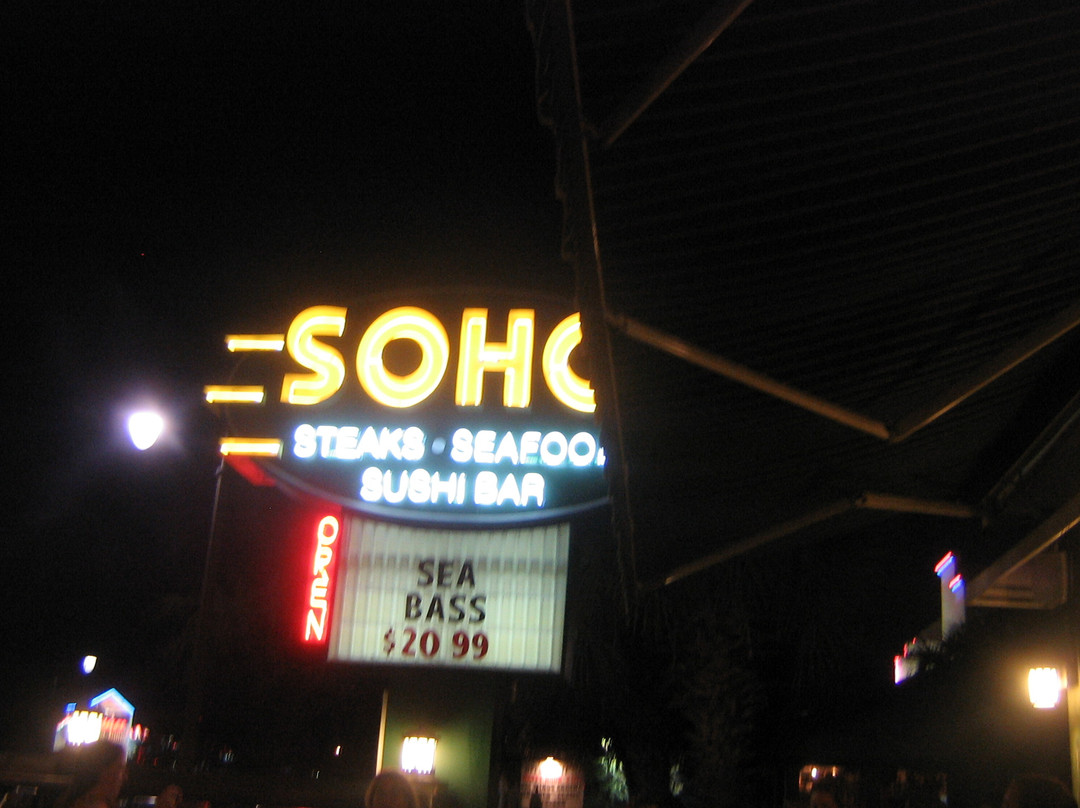 SOHO
STEAKS · SEAFOOD
SUSHI BAR
OPEN
SEA
BASS
$20 99